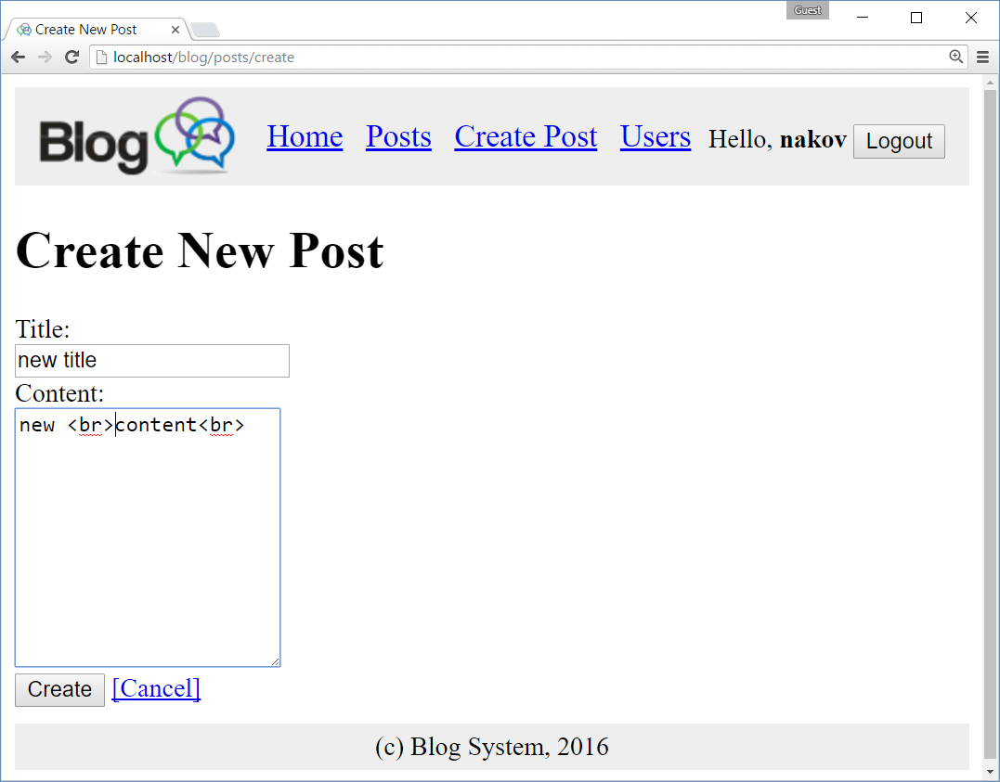 Guest
Create New Post
localhost/blog/posts/create
Blog Home Posts Create Post Users Hello, nakov Logout
Create New Post
Title:
new title
Content:
new <br>content<br>
Create [Cancel]
(c) Blog System, 2016